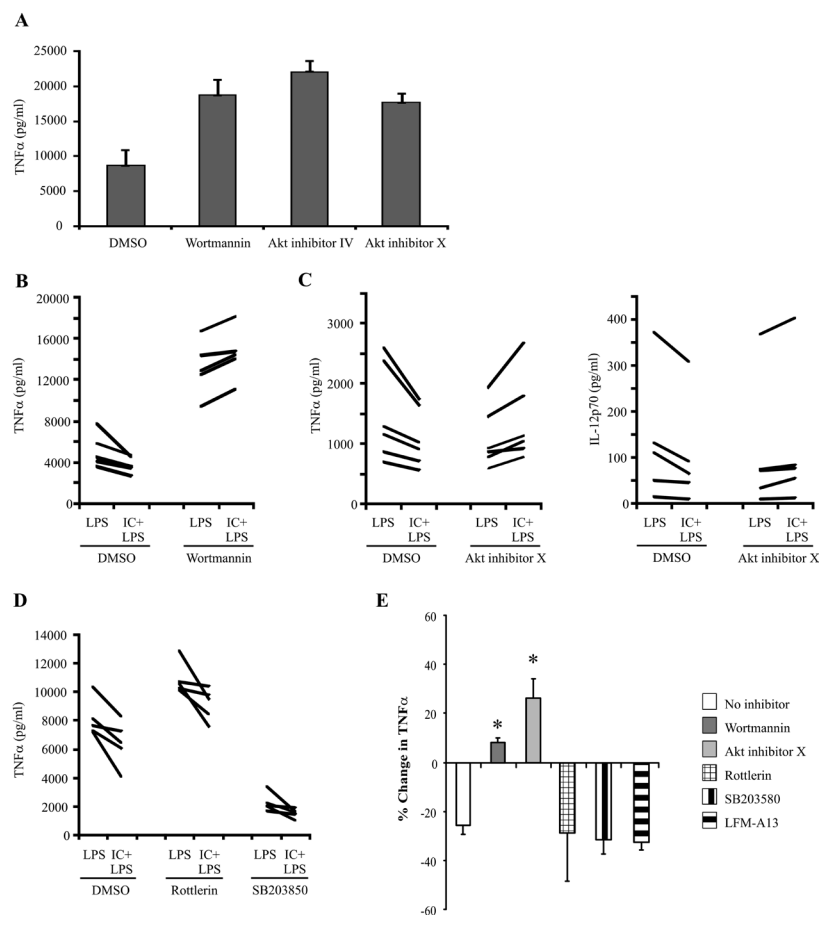 A
TNFα (pg/ml)
25000
20000
15000
10000
5000
0
DMSO Wortmannin Akt inhibitor IV Akt inhibitor X
B
TNFα (pg/ml)
20000
16000
12000
8000
4000
0
LPS IC+ LPS IC+
LPS LPS
DMSO Wortmannin
C
TNFα (pg/ml)
3000
2000
1000
0
LPS IC+ LPS IC+
LPS LPS
DMSO Akt inhibitor X
IL-12p70 (pg/ml)
400
300
200
100
0
LPS IC+ LPS IC+
LPS LPS
DMSO Akt inhibitor X
D
TNFα (pg/ml)
14000
12000
10000
8000
6000
4000
2000
0
LPS IC+ LPS IC+ LPS IC+
LPS LPS LPS
DMSO Rottlerin SB203850
E
% Change in TNFα
60
40
20
0
-20
-40
-60
*
*
No inhibitor
Wortmannin
Akt inhibitor X
Rottlerin
SB203580
LFM-A13